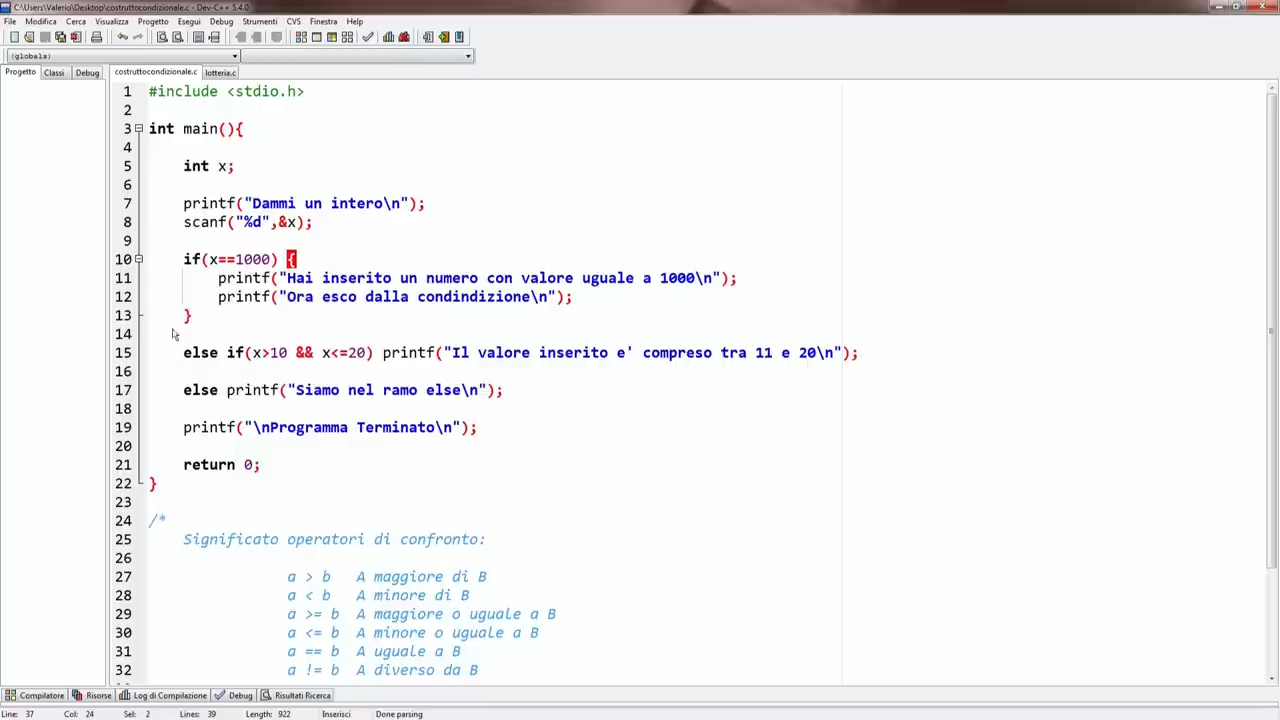 C:\Users\Valerio\Desktop\costruttocondizionale.c - Dev-C++ 5.4.0
File Modifica Cerca Visualizza Progetto Esegui Debug Strumenti CVS Finestra Help
(globals)
Progetto Classi Debug costruttocondizionale.c lotteria.c
1 #include <stdio.h>
2
3 int main(){
4
5 int x;
6
7 printf("Dammi un intero\n");
8 scanf("%d",&x);
9
10 if(x==1000) {
11 printf("Hai inserito un numero con valore uguale a 1000\n");
12 printf("Ora esco dalla condindizione\n");
13 }
14
15 else if(x>10 && x<=20) printf("Il valore inserito e' compreso tra 11 e 20\n");
16
17 else printf("Siamo nel ramo else\n");
18
19 printf("\nProgramma Terminato\n");
20
21 return 0;
22 }
23
24 /*
25 Significato operatori di confronto:
26
27 a > b A maggiore di B
28 a < b A minore di B
29 a >= b A maggiore o uguale a B
30 a <= b A minore o uguale a B
31 a == b A uguale a B
32 a != b A diverso da B
Compilatore Risorse Log di Compilazione Debug Risultati Ricerca
Line: 37 Col: 24 Sel: 2 Lines: 39 Length: 922 Inserisci Done parsing